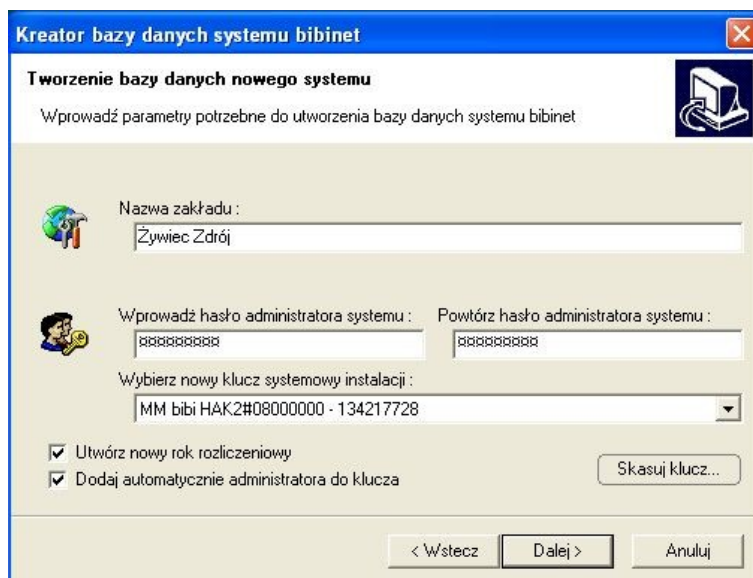 Kreator bazy danych systemu bibinet
Tworzenie bazy danych nowego systemu
Wprowadź parametry potrzebne do utworzenia bazy danych systemu bibinet
Nazwa zakładu :
Żywiec Zdrój
Wprowadź hasło administratora systemu :
Powtórz hasło administratora systemu :
¤¤¤¤¤¤¤¤¤
¤¤¤¤¤¤¤¤¤
Wybierz nowy klucz systemowy instalacji :
MM bibi HAK2#08000000 - 134217728
Utwórz nowy rok rozliczeniowy
Dodaj automatycznie administratora do klucza
Skasuj klucz...
< Wstecz
Dalej >
Anuluj